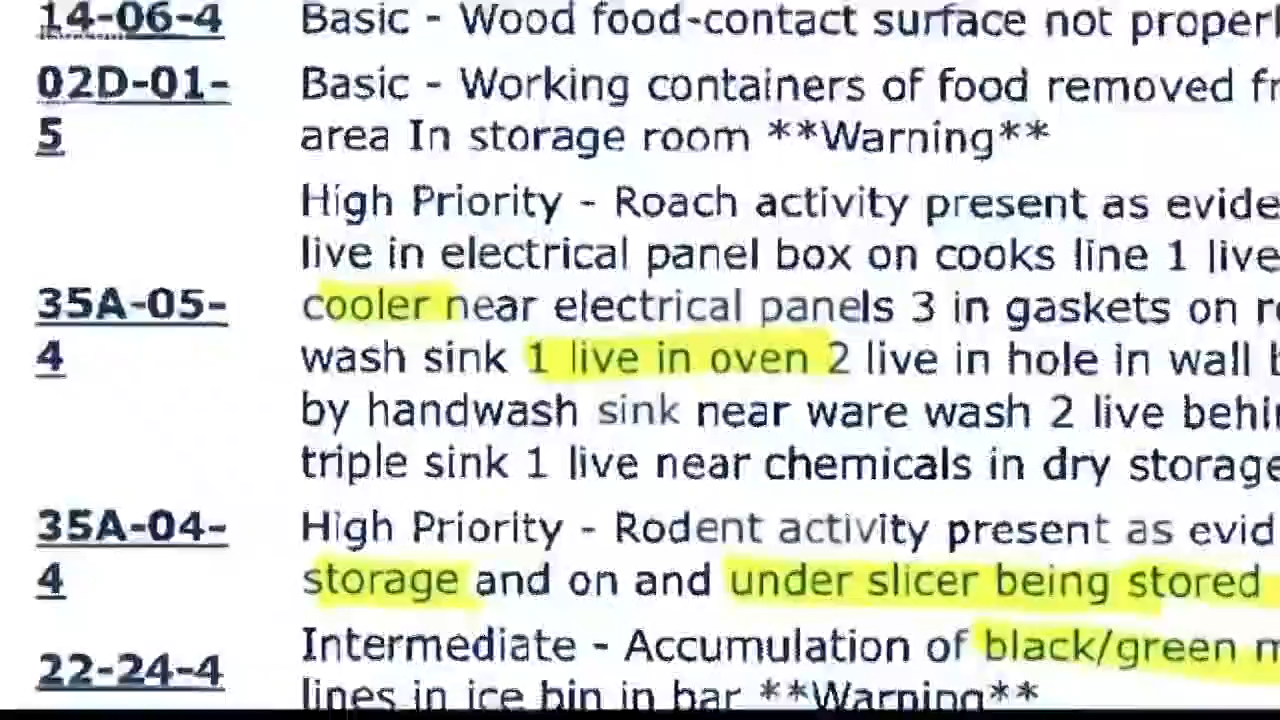 14-06-4 Basic - Wood food-contact surface not properl
02D-01- Basic - Working containers of food removed fr
5 area In storage room **Warning**
High Priority - Roach activity present as evide
live in electrical panel box on cooks line 1 live
35A-05- cooler near electrical panels 3 in gaskets on r
4 wash sink 1 live in oven 2 live in hole in wall b
by handwash sink near ware wash 2 live behin
triple sink 1 live near chemicals in dry storage
35A-04- High Priority - Rodent activity present as evid
4 storage and on and under slicer being stored
Intermediate - Accumulation of black/green m
22-24-4
lines in ice bin in bar **Warning**